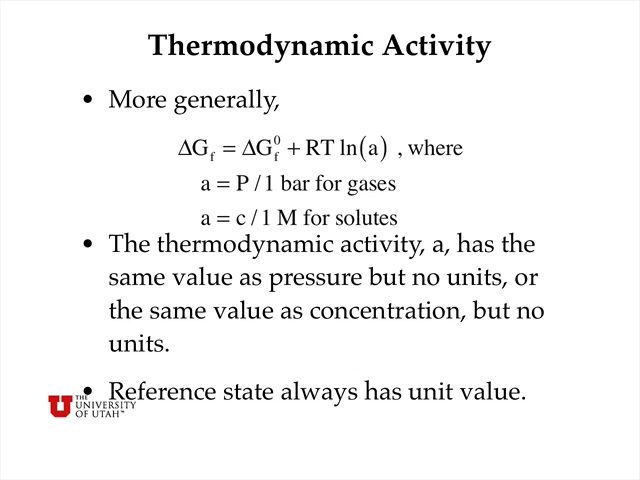 Thermodynamic Activity
• More generally,
ΔG_f = ΔG_f^0 + RT ln(a) , where
a = P / 1 bar for gases
a = c / 1 M for solutes
• The thermodynamic activity, a, has the
same value as pressure but no units, or
the same value as concentration, but no
units.
• Reference state always has unit value.
U THE
UNIVERSITY
OF UTAH™